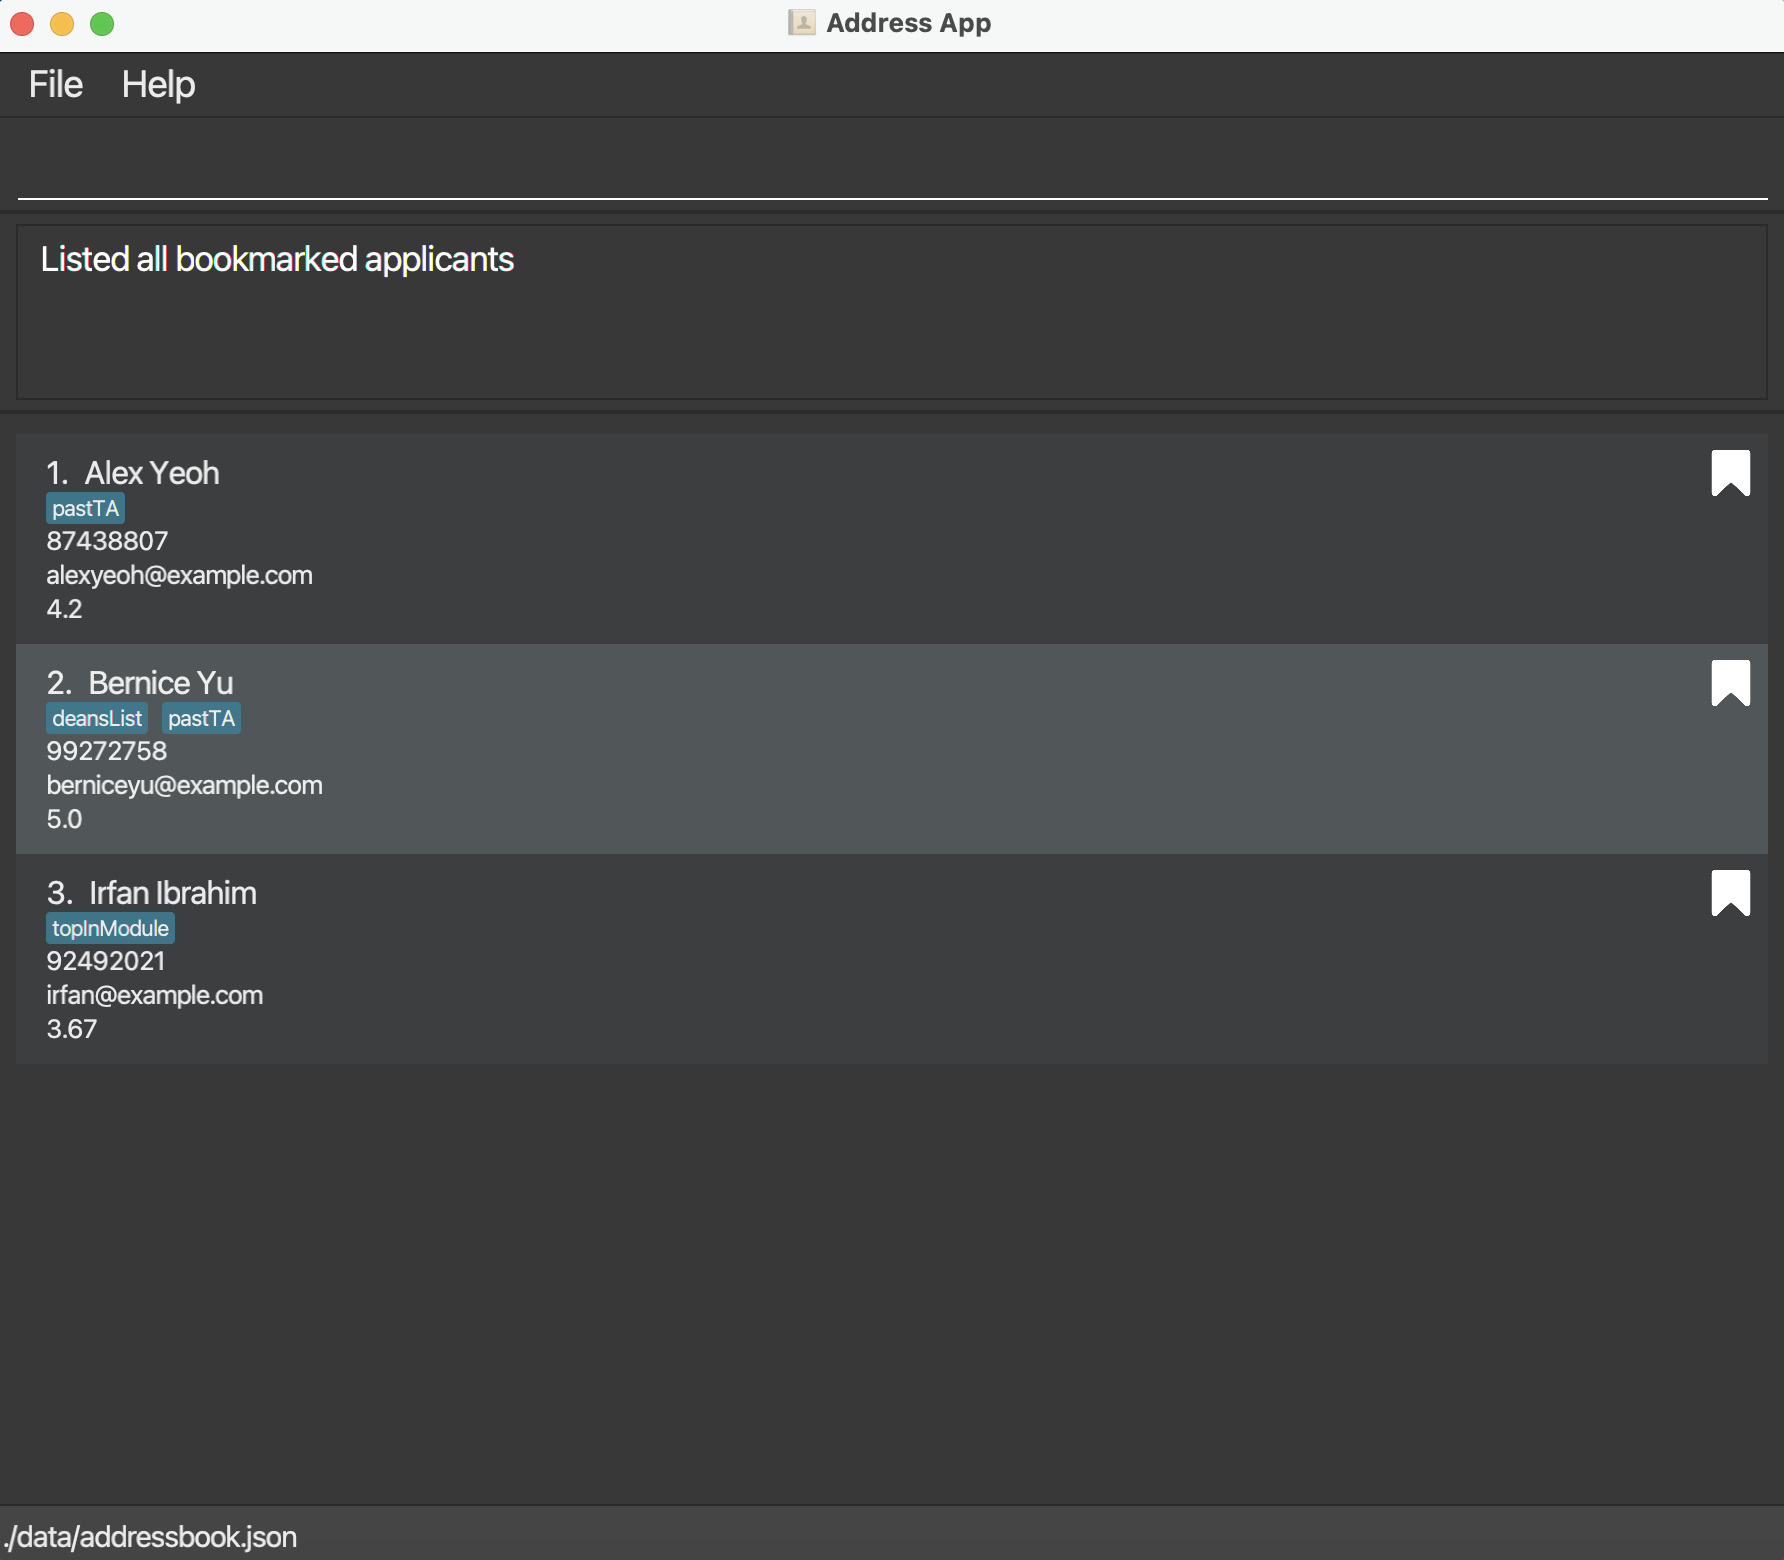 Address App
File Help
Listed all bookmarked applicants
1. Alex Yeoh
pastTA
87438807
alexyeoh@example.com
4.2
2. Bernice Yu
deansList pastTA
99272758
berniceyu@example.com
5.0
3. Irfan Ibrahim
topInModule
92492021
irfan@example.com
3.67
./data/addressbook.json